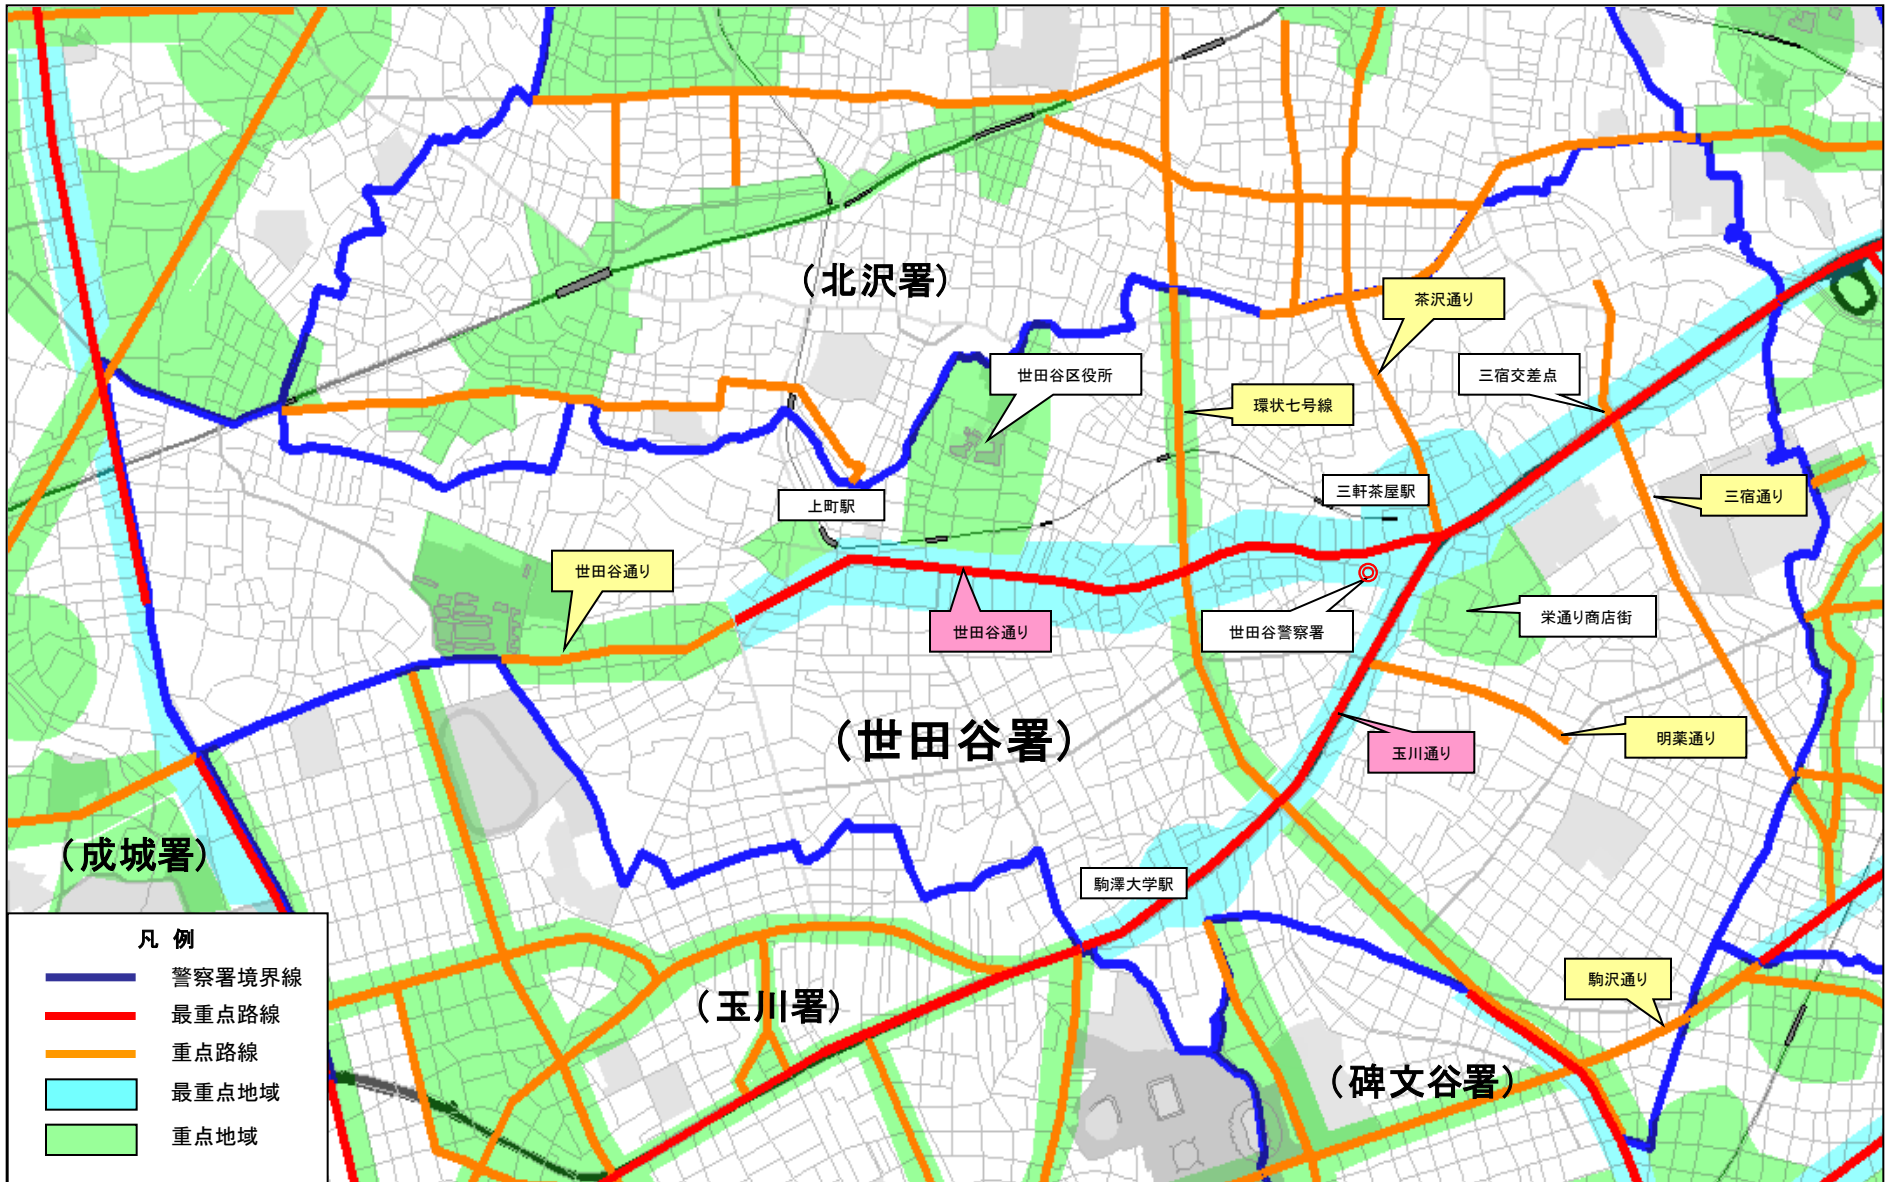 （北沢署）
茶沢通り
世田谷区役所
三宿交差点
環状七号線
三軒茶屋駅
三宿通り
上町駅
世田谷通り
世田谷通り
世田谷警察署
栄通り商店街
（世田谷署）
玉川通り
明薬通り
（成城署）
駒澤大学駅
凡 例
警察署境界線
最重点路線
重点路線
最重点地域
重点地域
（玉川署）
駒沢通り
（碑文谷署）